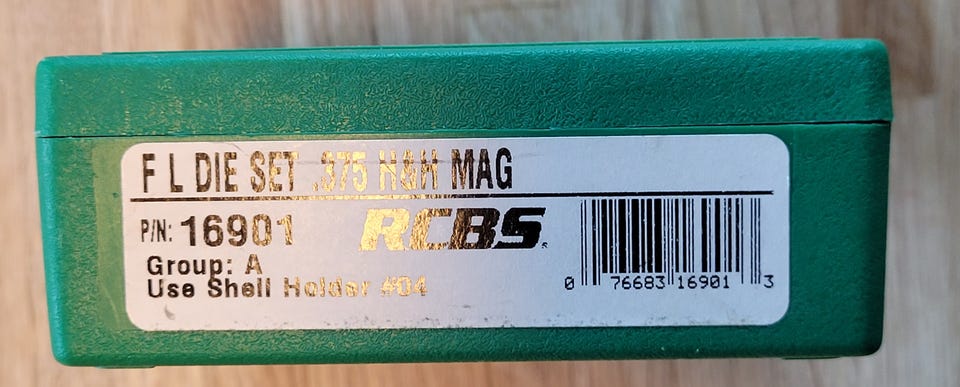 F L DIE SET .375 H&H MAG
P/N: 16901
RCBS
Group: A
Use Shell Holder #04
0 76683 16901 3